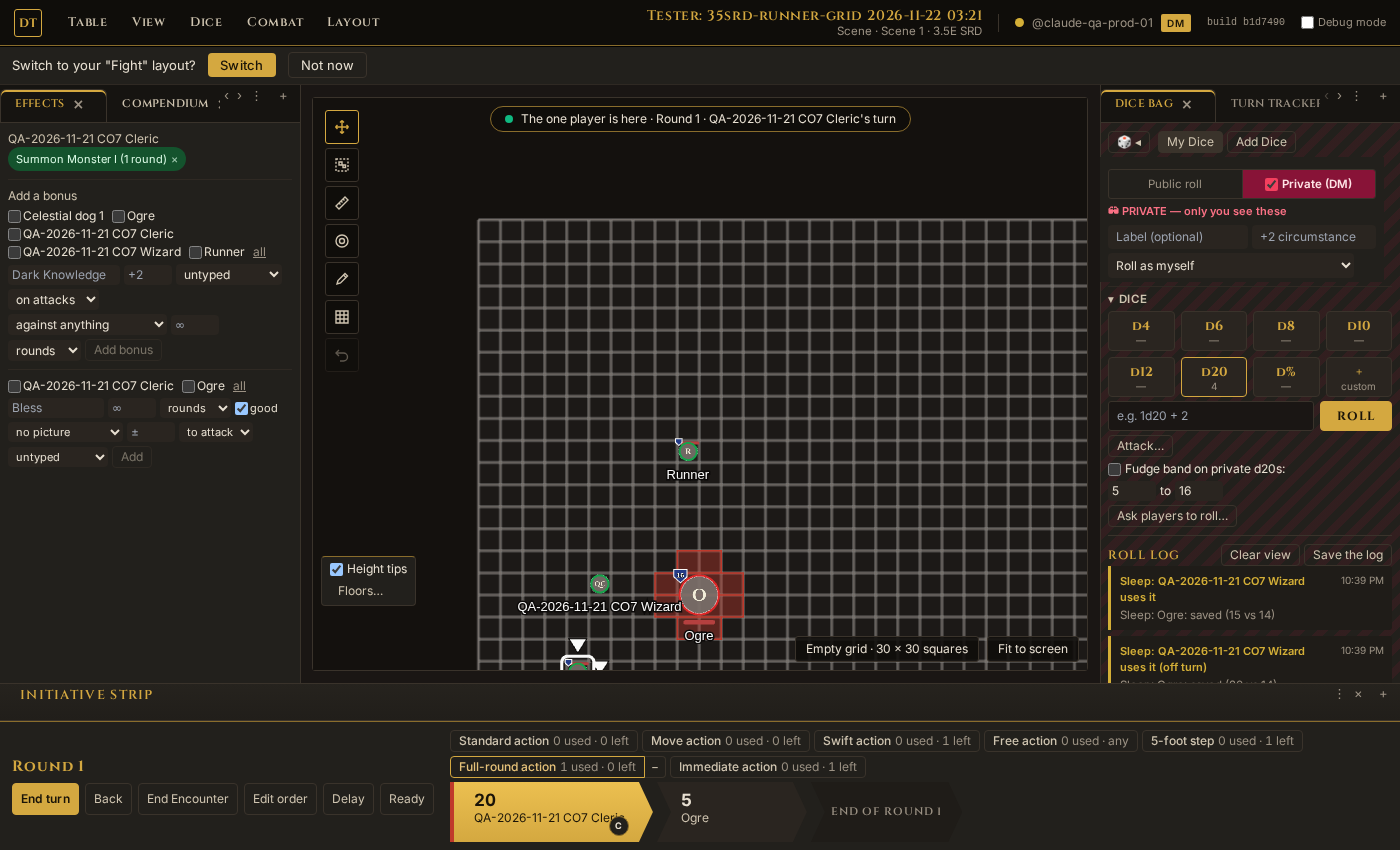 DT TABLE VIEW DICE COMBAT LAYOUT
TESTER: 35SRD-RUNNER-GRID 2026-11-22 03:21
Scene · Scene 1 · 3.5E SRD
@claude-qa-prod-01 DM build b1d7490 Debug mode
Switch to your "Fight" layout? Switch Not now
EFFECTS × COMPENDIUM ‹ › ⋮ +
QA-2026-11-21 CO7 Cleric
Summon Monster I (1 round) ×
Add a bonus
Celestial dog 1 Ogre
QA-2026-11-21 CO7 Cleric
QA-2026-11-21 CO7 Wizard Runner all
Dark Knowledge +2 untyped
on attacks
against anything ∞
rounds Add bonus
QA-2026-11-21 CO7 Cleric Ogre all
Bless ∞ rounds good
no picture ± to attack
untyped Add
The one player is here · Round 1 · QA-2026-11-21 CO7 Cleric's turn
R
Runner
Height tips
Floors...
QC
QA-2026-11-21 CO7 Wizard
16
O
Ogre
Empty grid · 30 × 30 squares Fit to screen
DICE BAG × TURN TRACKER ‹ › ⋮ +
My Dice Add Dice
Public roll Private (DM)
PRIVATE — only you see these
Label (optional) +2 circumstance
Roll as myself
▾ DICE
D4 D6 D8 D10
— — — —
D12 D20 D% +
— 4 — custom
e.g. 1d20 + 2 ROLL
Attack...
Fudge band on private d20s:
5 to 16
Ask players to roll...
ROLL LOG Clear view Save the log
Sleep: QA-2026-11-21 CO7 Wizard 10:39 PM
uses it
Sleep: Ogre: saved (15 vs 14)
Sleep: QA-2026-11-21 CO7 Wizard 10:39 PM
uses it (off turn)
INITIATIVE STRIP ⋮ × +
Standard action 0 used · 0 left Move action 0 used · 0 left Swift action 0 used · 1 left Free action 0 used · any 5-foot step 0 used · 1 left
Full-round action 1 used · 0 left – Immediate action 0 used · 1 left
ROUND 1
End turn Back End Encounter Edit order Delay Ready
20
QA-2026-11-21 CO7 Cleric
C
5
Ogre
END OF ROUND 1